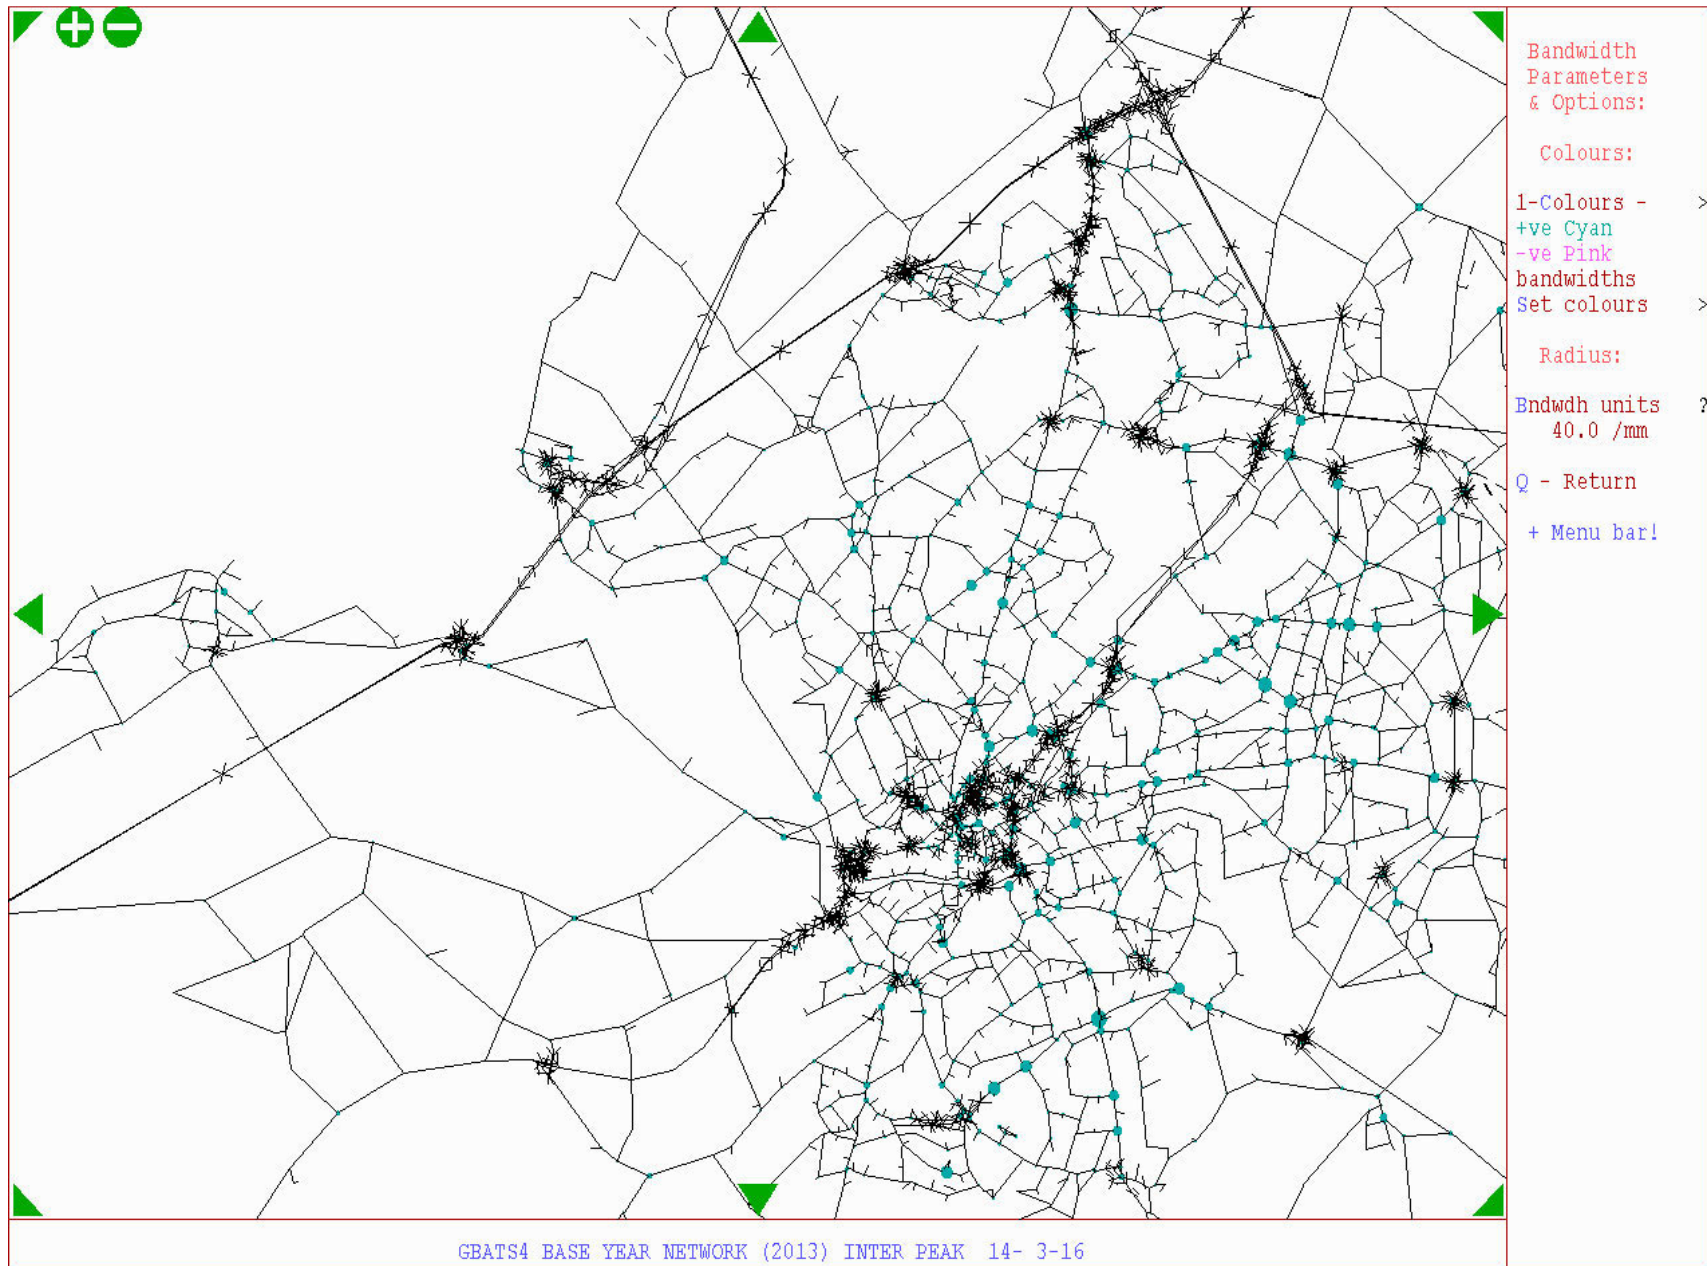 Bandwidth
Parameters
& Options:
Colours:
1-Colours - >
+ve Cyan
-ve Pink
bandwidths
Set colours >
Radius:
Bndwdh units ?
40.0 /mm
Q - Return
+ Menu bar!
GBATS4 BASE YEAR NETWORK (2013) INTER PEAK 14- 3-16